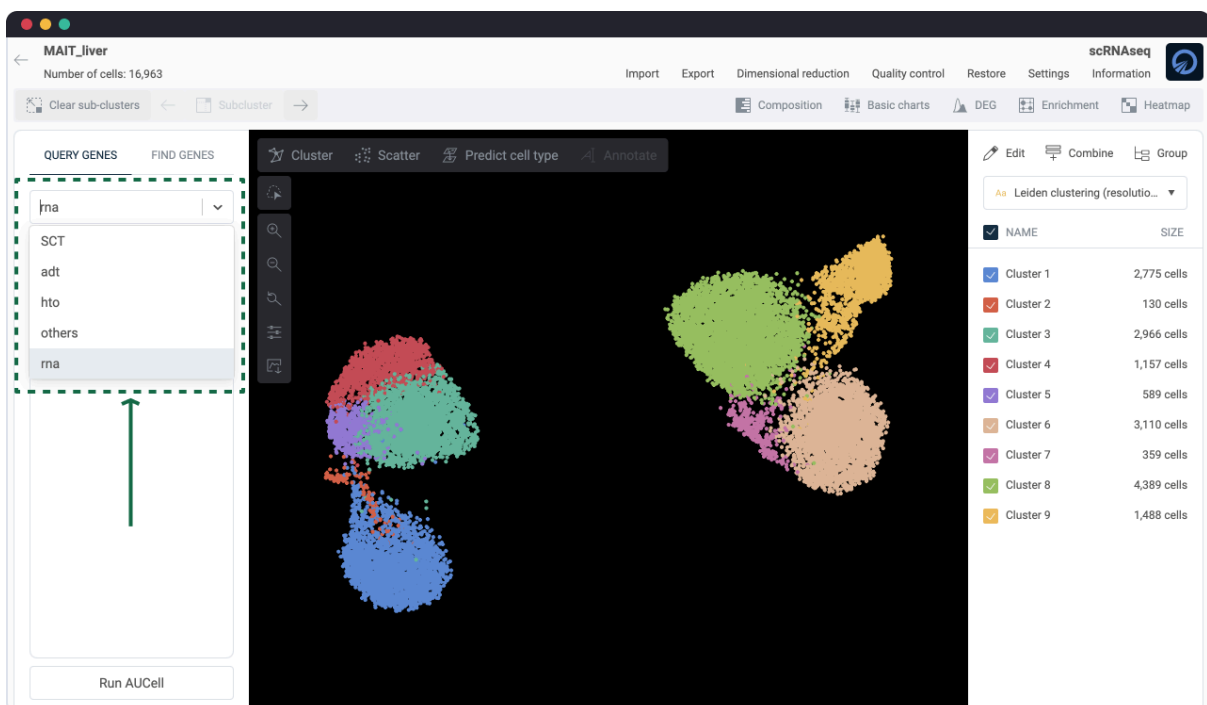 MAIT_liver
scRNAseq
Number of cells: 16,963
Import Export Dimensional reduction Quality control Restore Settings Information
Clear sub-clusters Subcluster
Composition Basic charts DEG Enrichment Heatmap
QUERY GENES FIND GENES
rna
SCT
adt
hto
others
rna
Run AUCell
Cluster Scatter Predict cell type Annotate
Edit Combine Group
Aa Leiden clustering (resolutio...
NAME SIZE
Cluster 1 2,775 cells
Cluster 2 130 cells
Cluster 3 2,966 cells
Cluster 4 1,157 cells
Cluster 5 589 cells
Cluster 6 3,110 cells
Cluster 7 359 cells
Cluster 8 4,389 cells
Cluster 9 1,488 cells